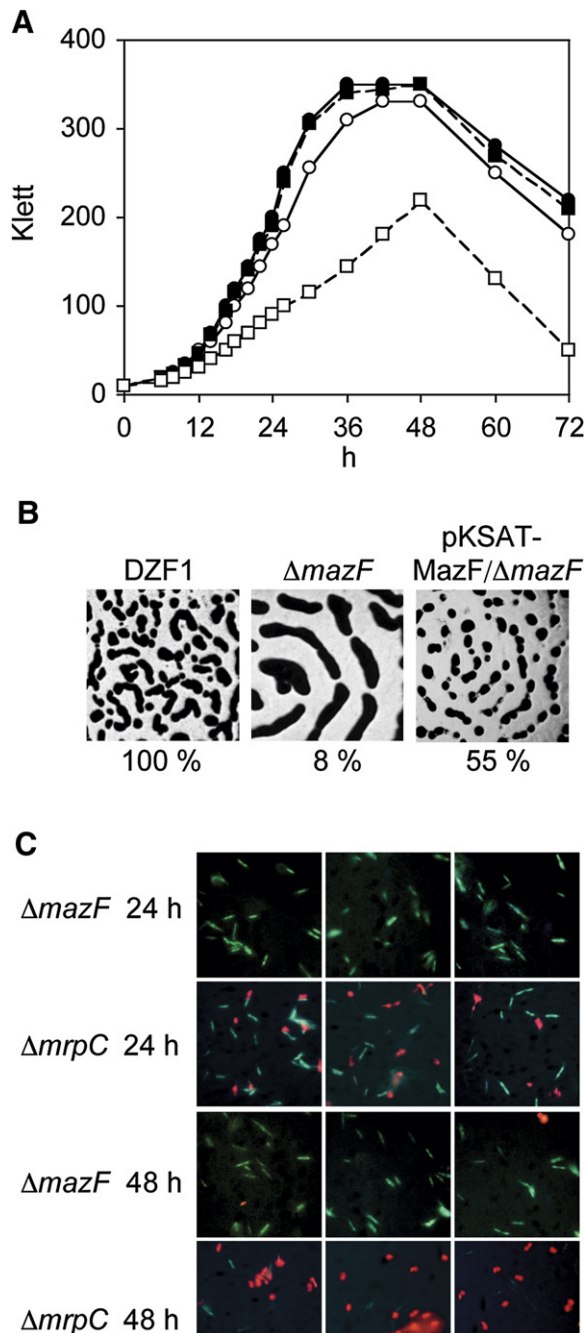 A
400
300
200
100
0
Klett
0 12 24 36 48 60 72
h
B
DZF1
ΔmazF
pKSAT-
MazF/ΔmazF
100 %
8 %
55 %
C
ΔmazF 24 h
ΔmrpC 24 h
ΔmazF 48 h
ΔmrpC 48 h